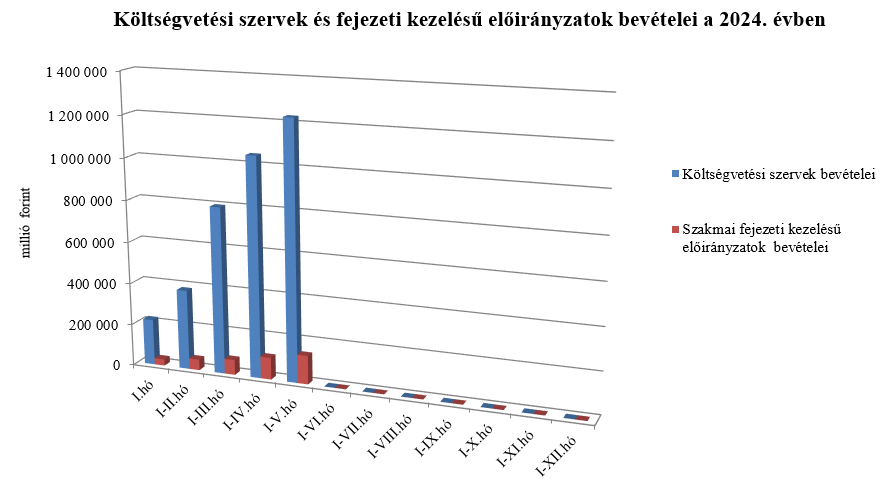 Költségvetési szervek és fejezeti kezelésű előirányzatok bevételei a 2024. évben
1 400 000
1 200 000
1 000 000
800 000
600 000
400 000
200 000
0
millió forint
I.hó
I-II.hó
I-III.hó
I-IV.hó
I-V.hó
I-VI.hó
I-VII.hó
I-VIII.hó
I-IX.hó
I-X.hó
I-XI.hó
I-XII.hó
Költségvetési szervek bevételei
Szakmai fejezeti kezelésű
előirányzatok bevételei